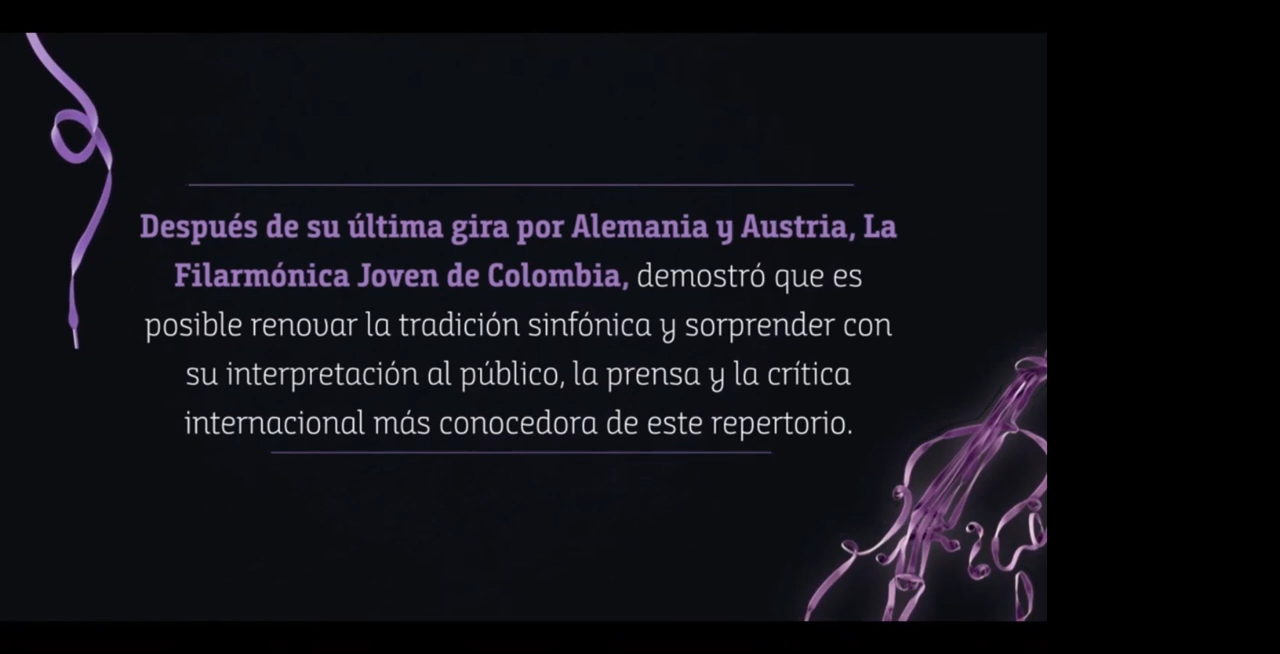 Después de su última gira por Alemania y Austria, La
Filarmónica Joven de Colombia, demostró que es
posible renovar la tradición sinfónica y sorprender con
su interpretación al público, la prensa y la crítica
internacional más conocedora de este repertorio.